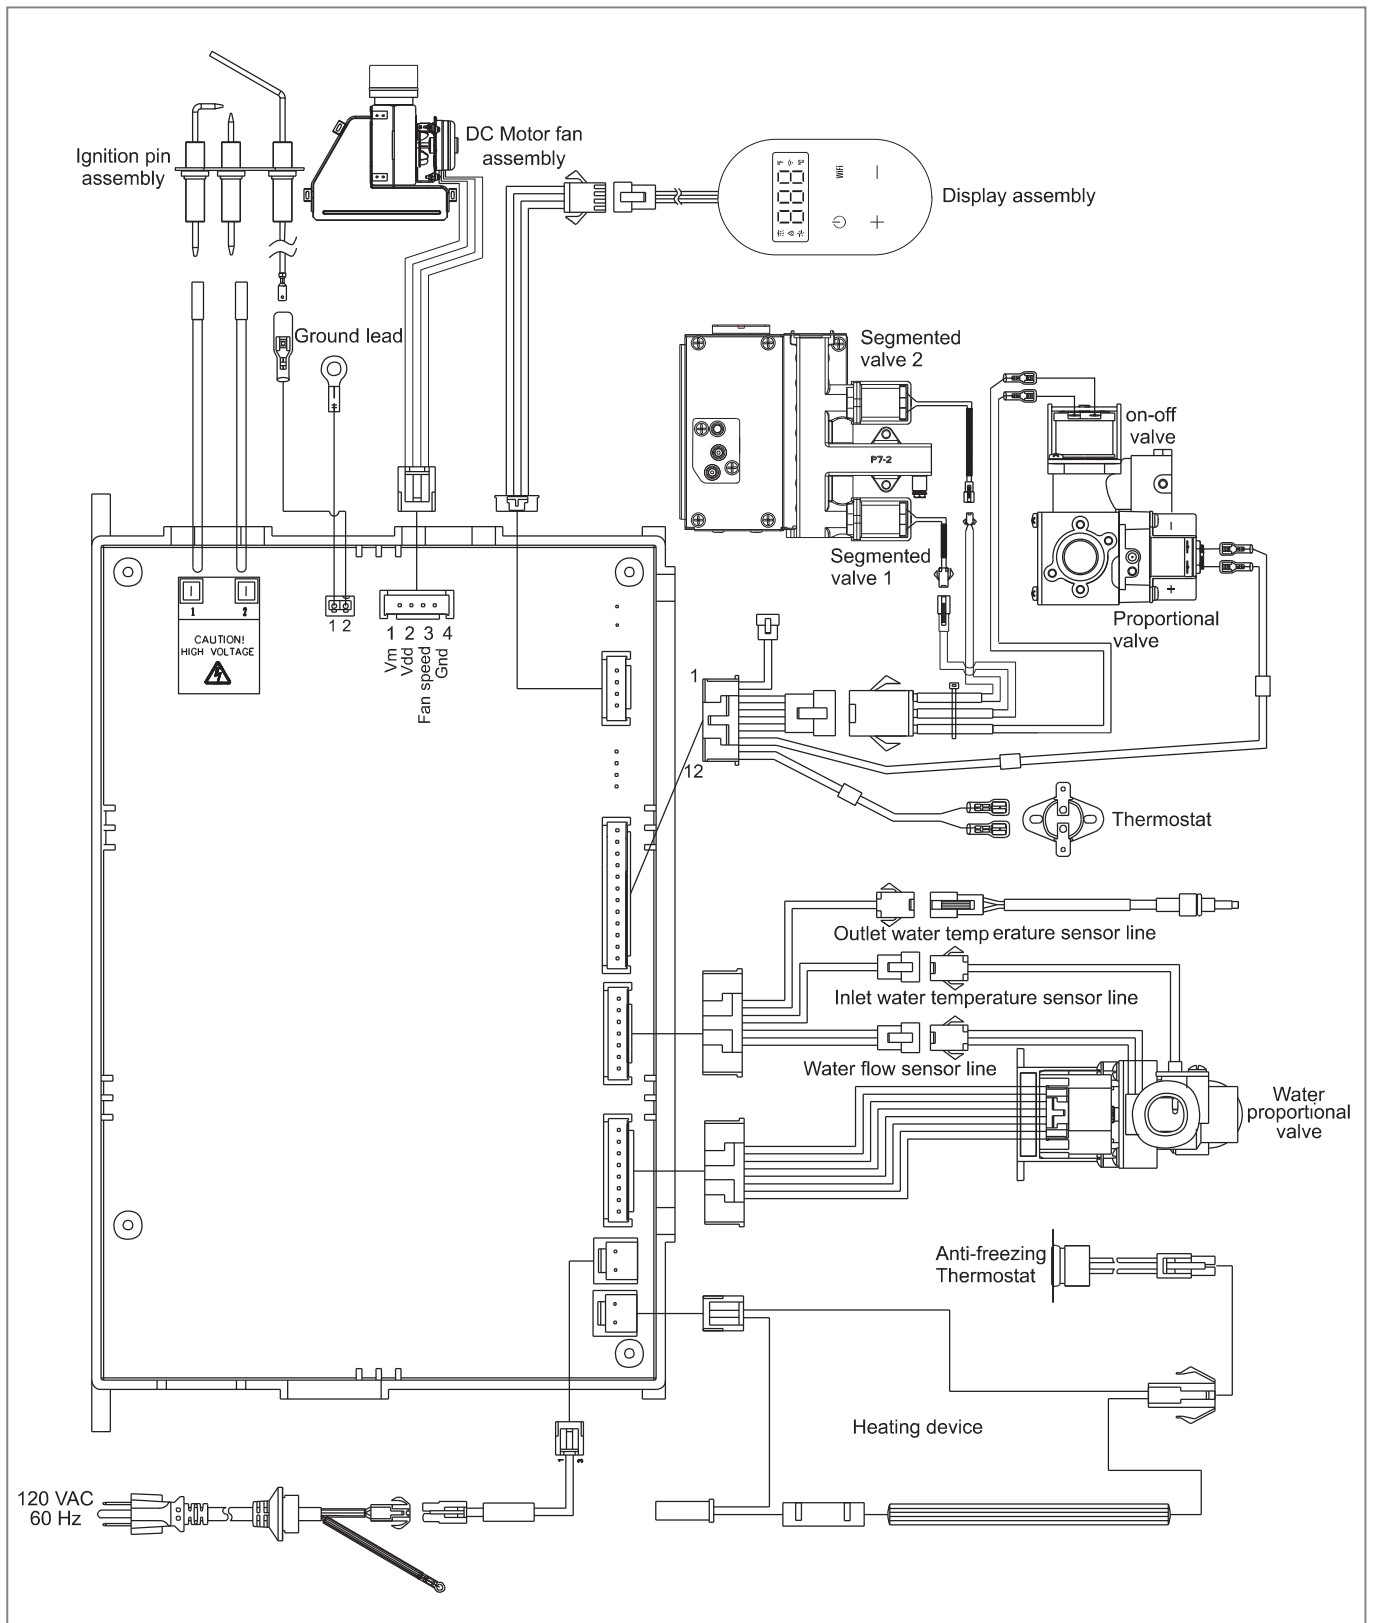 Ignition pin
assembly
DC Motor fan
assembly
WiFi
Display assembly
Ground lead
Segmented
valve 2
on-off
valve
P7-2
Segmented
valve 1
Proportional
valve
1 2
CAUTION!
HIGH VOLTAGE
1 2
1 2 3 4
Vm
Vdd
Fan speed
Gnd
1
12
Thermostat
Outlet water temp erature sensor line
Inlet water temperature sensor line
Water flow sensor line
Water
proportional
valve
Anti-freezing
Thermostat
Heating device
1 3
120 VAC
60 Hz